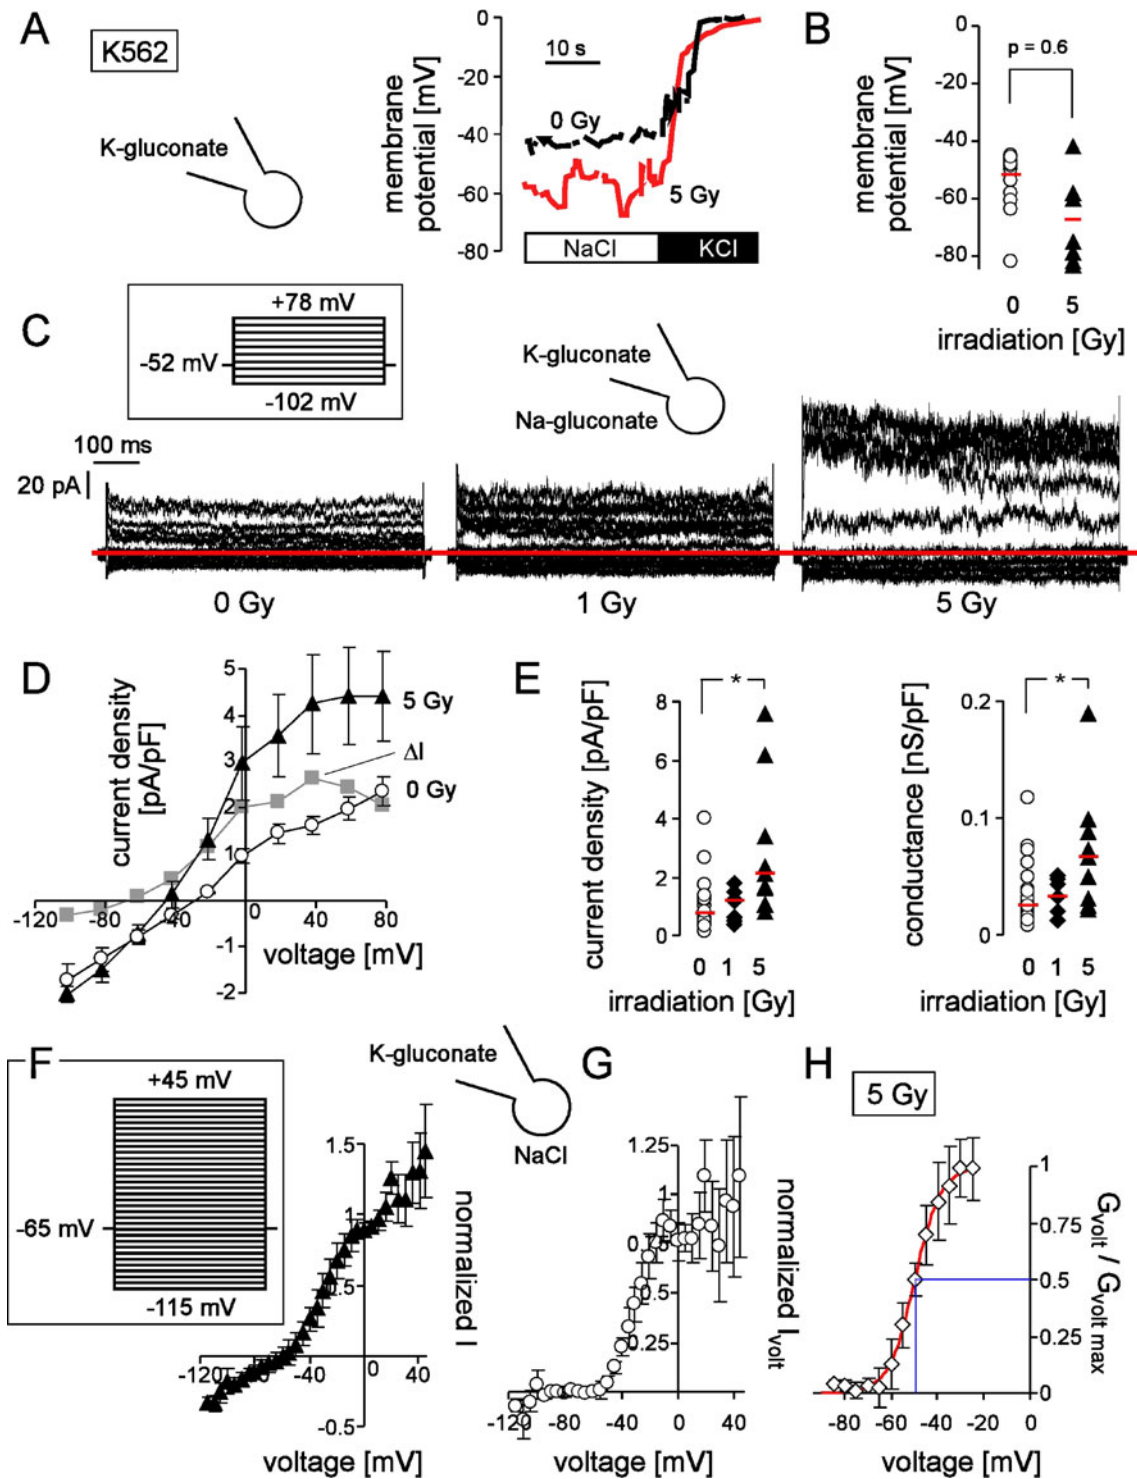 A
K562
K-gluconate
membrane
potential [mV]
0
-20
-40
-60
-80
10 s
0 Gy
5 Gy
NaCl
KCl
B
membrane
potential [mV]
0
-20
-40
-60
-80
p = 0.6
0 5
irradiation [Gy]
C
+78 mV
-52 mV
-102 mV
K-gluconate
Na-gluconate
100 ms
20 pA
0 Gy
1 Gy
5 Gy
D
current density
[pA/pF]
5
4
3
2
1
-1
-2
-120 -80 -40 0 40 80
voltage [mV]
5 Gy
ΔI
0 Gy
E
current density [pA/pF]
8
6
4
2
0
*
0 1 5
irradiation [Gy]
conductance [nS/pF]
0.2
0.1
0
*
0 1 5
irradiation [Gy]
F
+45 mV
-65 mV
-115 mV
K-gluconate
NaCl
1.5
1
0.5
-0.5
-120 -80 -40 0 40
normalized I
voltage [mV]
G
1.25
1
0.75
0.5
0.25
-120 -80 -40 0 40
normalized Ivolt
voltage [mV]
H
5 Gy
1
0.75
0.5
0.25
0
Gvolt / Gvolt max
-80 -60 -40 -20 0
voltage [mV]